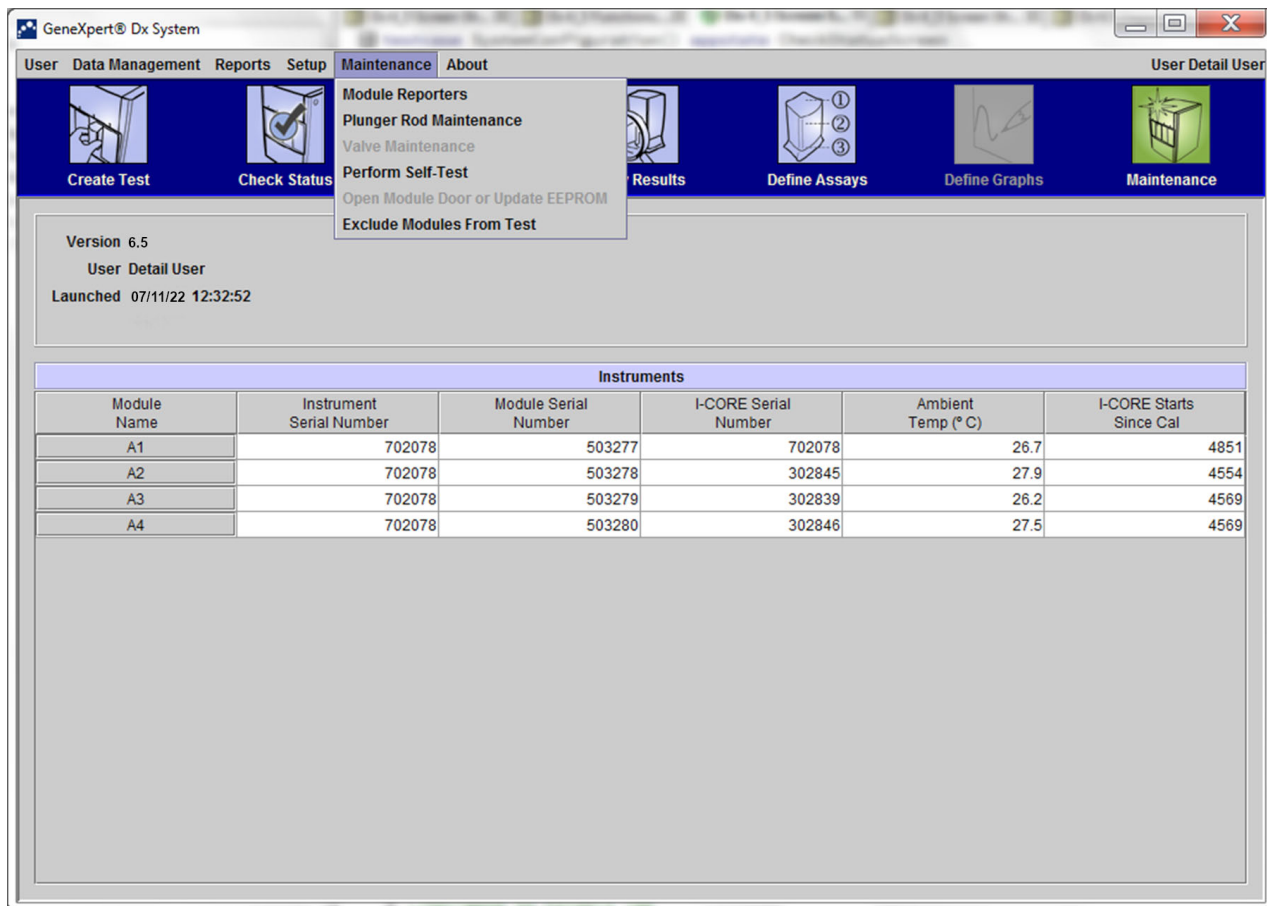 GeneXpert® Dx System
User Data Management Reports Setup Maintenance About User Detail User
Module Reporters
Plunger Rod Maintenance
Valve Maintenance
Perform Self-Test
Open Module Door or Update EEPROM
Exclude Modules From Test
Create Test Check Status Results Define Assays Define Graphs Maintenance
1
2
3
Version 6.5
User Detail User
Launched 07/11/22 12:32:52
Instruments
Module Name Instrument Serial Number Module Serial Number I-CORE Serial Number Ambient Temp (° C) I-CORE Starts Since Cal
A1 702078 503277 702078 26.7 4851
A2 702078 503278 302845 27.9 4554
A3 702078 503279 302839 26.2 4569
A4 702078 503280 302846 27.5 4569